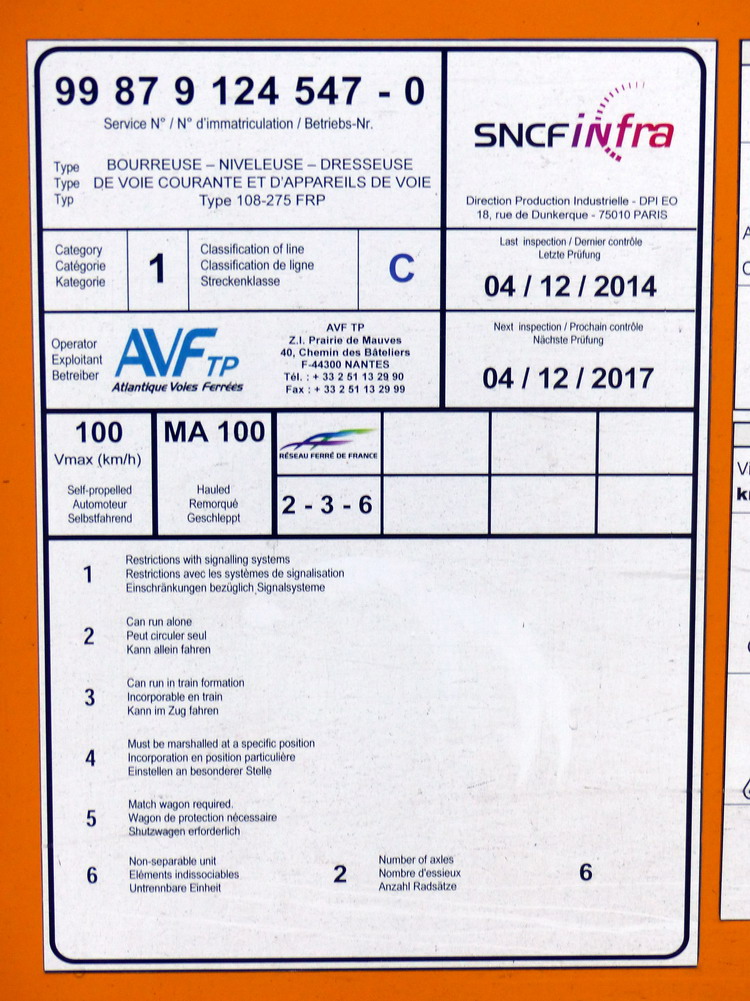 99 87 9 124 547 - 0
Service N° / N° d'immatriculation / Betriebs-Nr.
Type BOURREUSE – NIVELEUSE – DRESSEUSE
Type DE VOIE COURANTE ET D'APPAREILS DE VOIE
Typ Type 108-275 FRP
SNCF infra
Direction Production Industrielle - DPI EO
18, rue de Dunkerque - 75010 PARIS
Category
Catégorie
Kategorie
1
Classification of line
Classification de ligne
Streckenklasse
C
Last inspection / Dernier contrôle
Letzte Prüfung
04 / 12 / 2014
Operator
Exploitant
Betreiber
AVF TP
Atlantique Voies Ferrées
AVF TP
Z.I. Prairie de Mauves
40, Chemin des Bâteliers
F-44300 NANTES
Tél. : + 33 2 51 13 29 90
Fax : + 33 2 51 13 29 99
Next inspection / Prochain contrôle
Nächste Prüfung
04 / 12 / 2017
100
Vmax (km/h)
Self-propelled
Automoteur
Selbstfahrend
MA 100
Hauled
Remorqué
Geschleppt
RÉSEAU FERRÉ DE FRANCE
2 - 3 - 6
1
Restrictions with signalling systems
Restrictions avec les systèmes de signalisation
Einschränkungen bezüglich Signalsysteme
2
Can run alone
Peut circuler seul
Kann allein fahren
3
Can run in train formation
Incorporable en train
Kann im Zug fahren
4
Must be marshalled at a specific position
Incorporation en position particulière
Einstellen an besonderer Stelle
5
Match wagon required.
Wagon de protection nécessaire
Shutzwagen erforderlich
6
Non-separable unit
Eléments indissociables
Untrennbare Einheit
2
Number of axles
Nombre d'essieux
Anzahl Radsätze
6